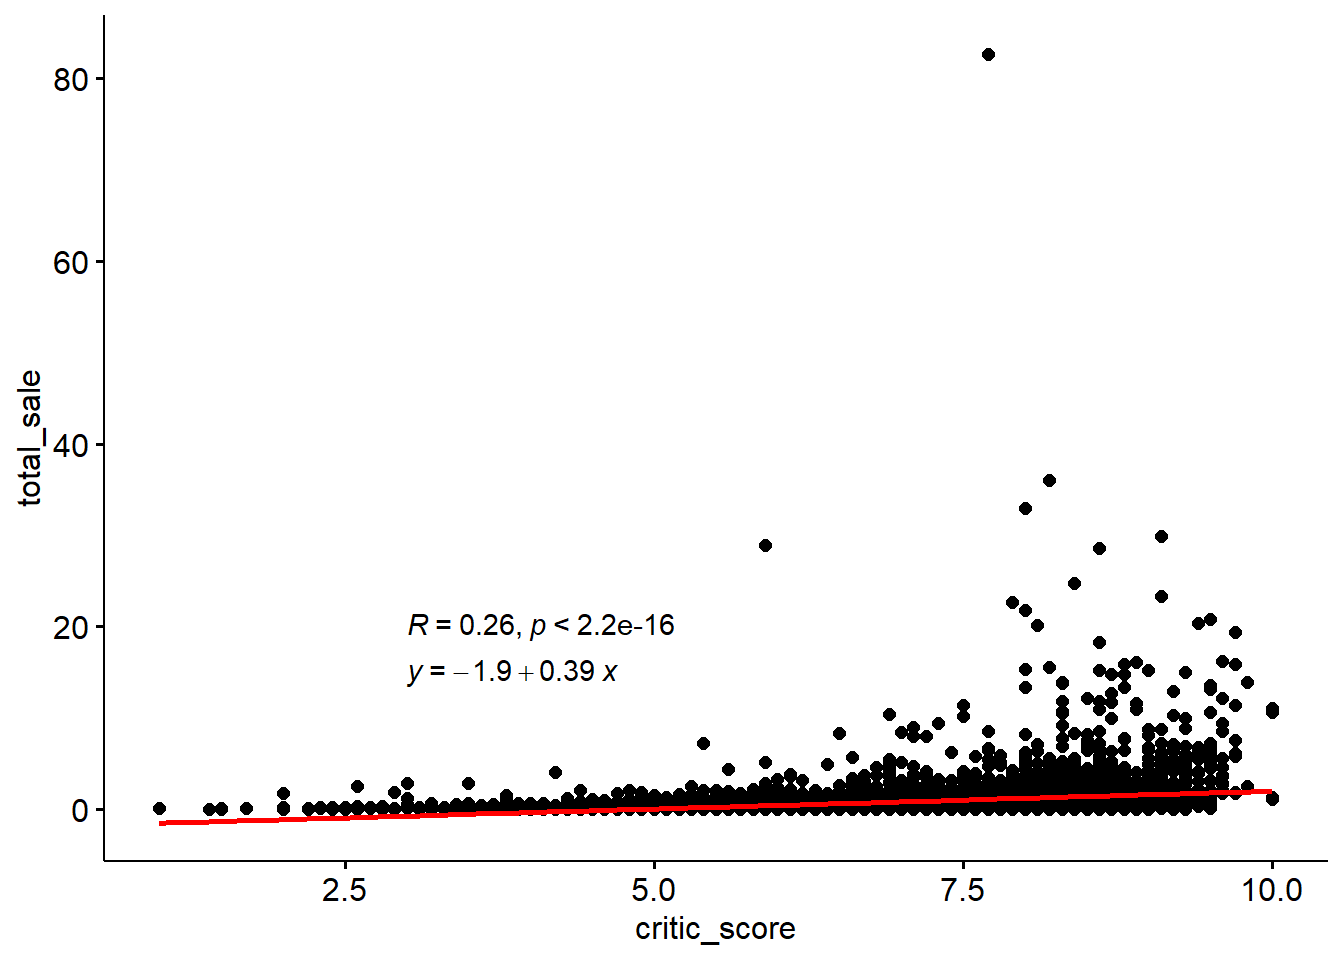 80
60
40
20
0
total_sale
R = 0.26, p < 2.2e-16
y = −1.9 + 0.39 x
2.5 5.0 7.5 10.0
critic_score